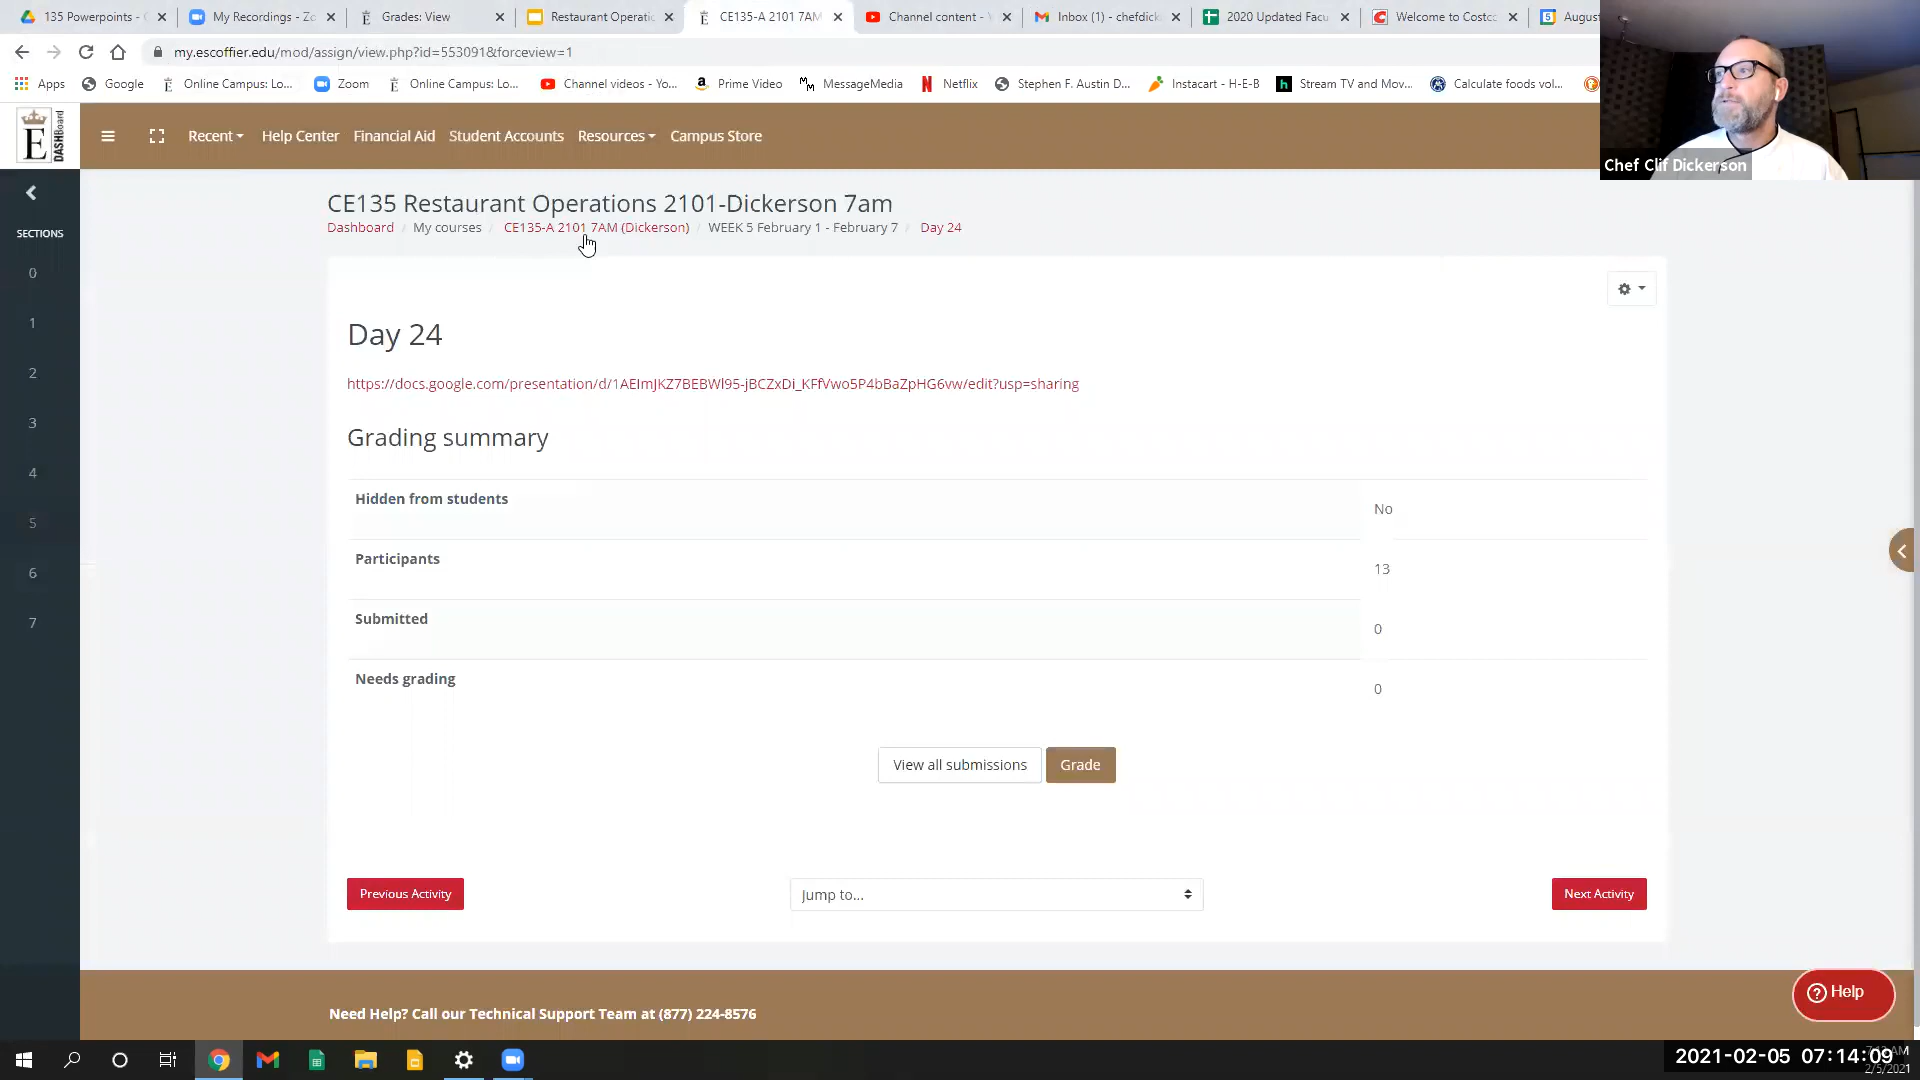 135 Powerpoints -
My Recordings - Zo
Grades: View
Restaurant Operati
CE135-A 2101 7AM
Channel content -
Inbox (1) - chefdick
2020 Updated Facu
Welcome to Costco
Augus
my.escoffier.edu/mod/assign/view.php?id=553091&forceview=1
Apps
Google
Online Campus: Lo...
Zoom
Online Campus: Lo...
Channel videos - Yo...
Prime Video
MessageMedia
Netflix
Stephen F. Austin D...
Instacart - H-E-B
Stream TV and Mov...
Calculate foods vol...
E DASHBoard
Recent
Help Center
Financial Aid
Student Accounts
Resources
Campus Store
Chef Clif Dickerson
SECTIONS
0
1
2
3
4
5
6
7
CE135 Restaurant Operations 2101-Dickerson 7am
Dashboard / My courses / CE135-A 2101 7AM (Dickerson) / WEEK 5 February 1 - February 7 / Day 24
Day 24
https://docs.google.com/presentation/d/1AEImJKZ7BEBWl95-jBCZxDi_KFfVwo5P4bBaZpHG6vw/edit?usp=sharing
Grading summary
Hidden from students No
Participants 13
Submitted 0
Needs grading 0
View all submissions
Grade
Previous Activity
Jump to...
Next Activity
Need Help? Call our Technical Support Team at (877) 224-8576
Help
2021-02-05 07:14:09
2/5/2021